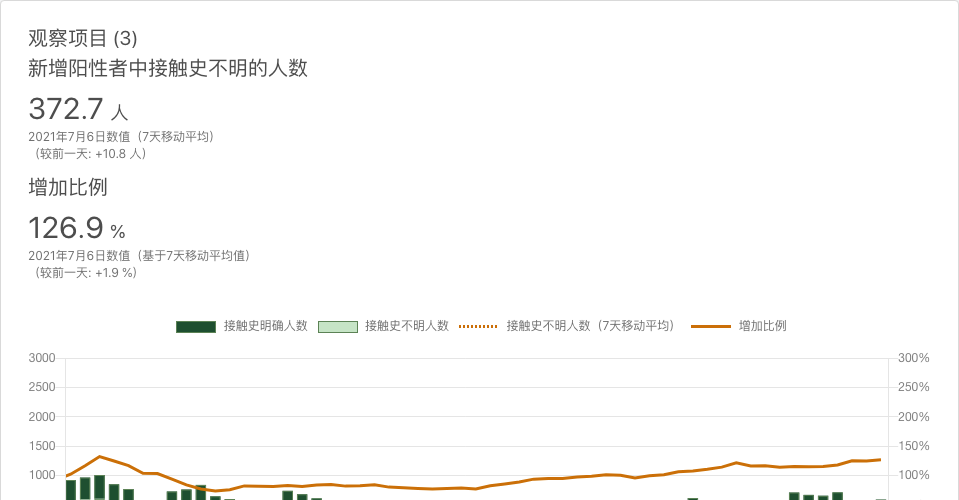 观察项目 (3)
新增阳性者中接触史不明的人数
372.7 人
2021年7月6日数值（7天移动平均）
（较前一天: +10.8 人）
增加比例
126.9 %
2021年7月6日数值（基于7天移动平均值）
（较前一天: +1.9 %）
接触史明确人数 接触史不明人数 接触史不明人数（7天移动平均） 增加比例
3000 300%
2500 250%
2000 200%
1500 150%
1000 100%